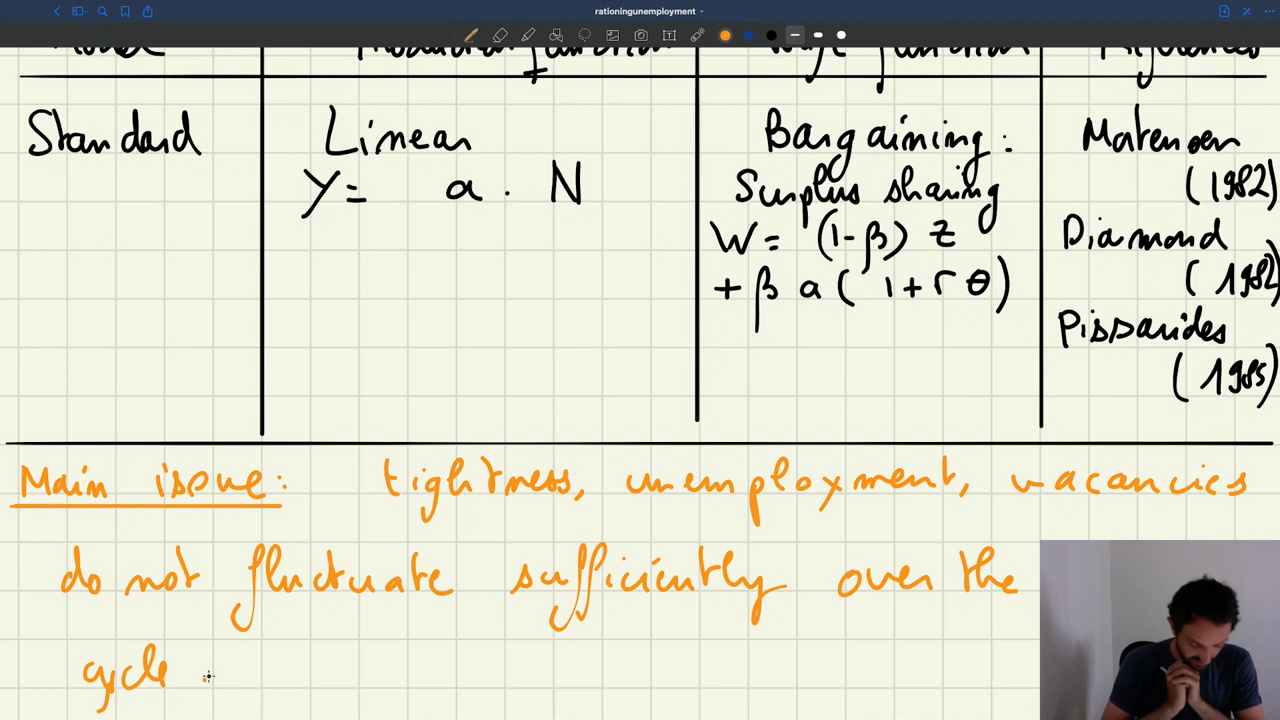 rationingunemployment
Standard
Linear
Y = a . N
Bargaining:
Surplus sharing
W = (1-β) z
+ β a ( 1 + r θ)
Mortensen
(1982)
Diamond
(1982)
Pissarides
(1985)
Main issue: tightness, unemployment, vacancies
do not fluctuate sufficiently over the
cycle